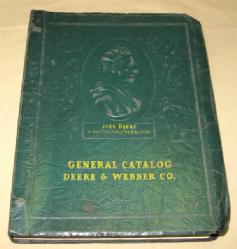 JOHN DEERE
GENERAL CATALOG
DEERE & WEBBER CO.